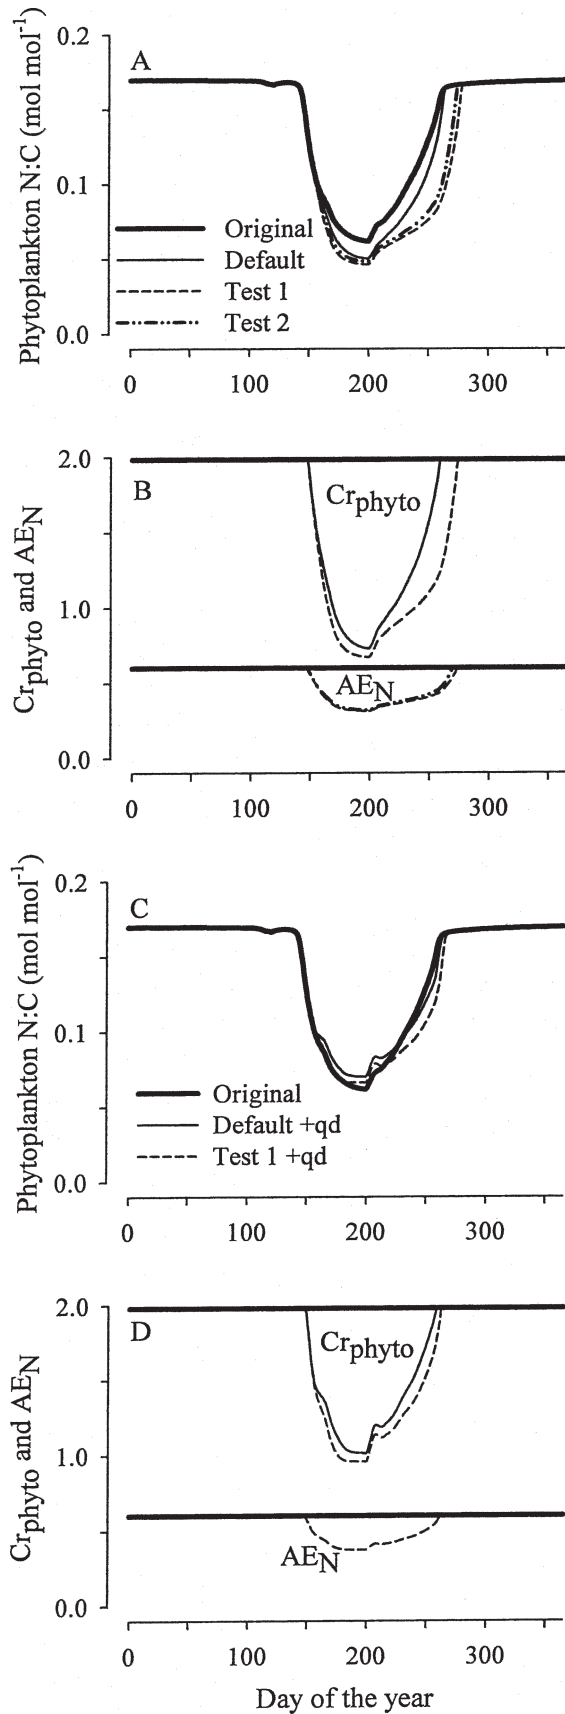 Phytoplankton N:C (mol mol-1)
0.2
0.1
0.0
A
Original
Default
Test 1
Test 2
0 100 200 300
Crphyto and AEN
2.0
1.0
0.0
B
Crphyto
AEN
0 100 200 300
Phytoplankton N:C (mol mol-1)
0.2
0.1
0.0
C
Original
Default +qd
Test 1 +qd
0 100 200 300
Crphyto and AEN
2.0
1.0
0.0
D
Crphyto
AEN
0 100 200 300
Day of the year